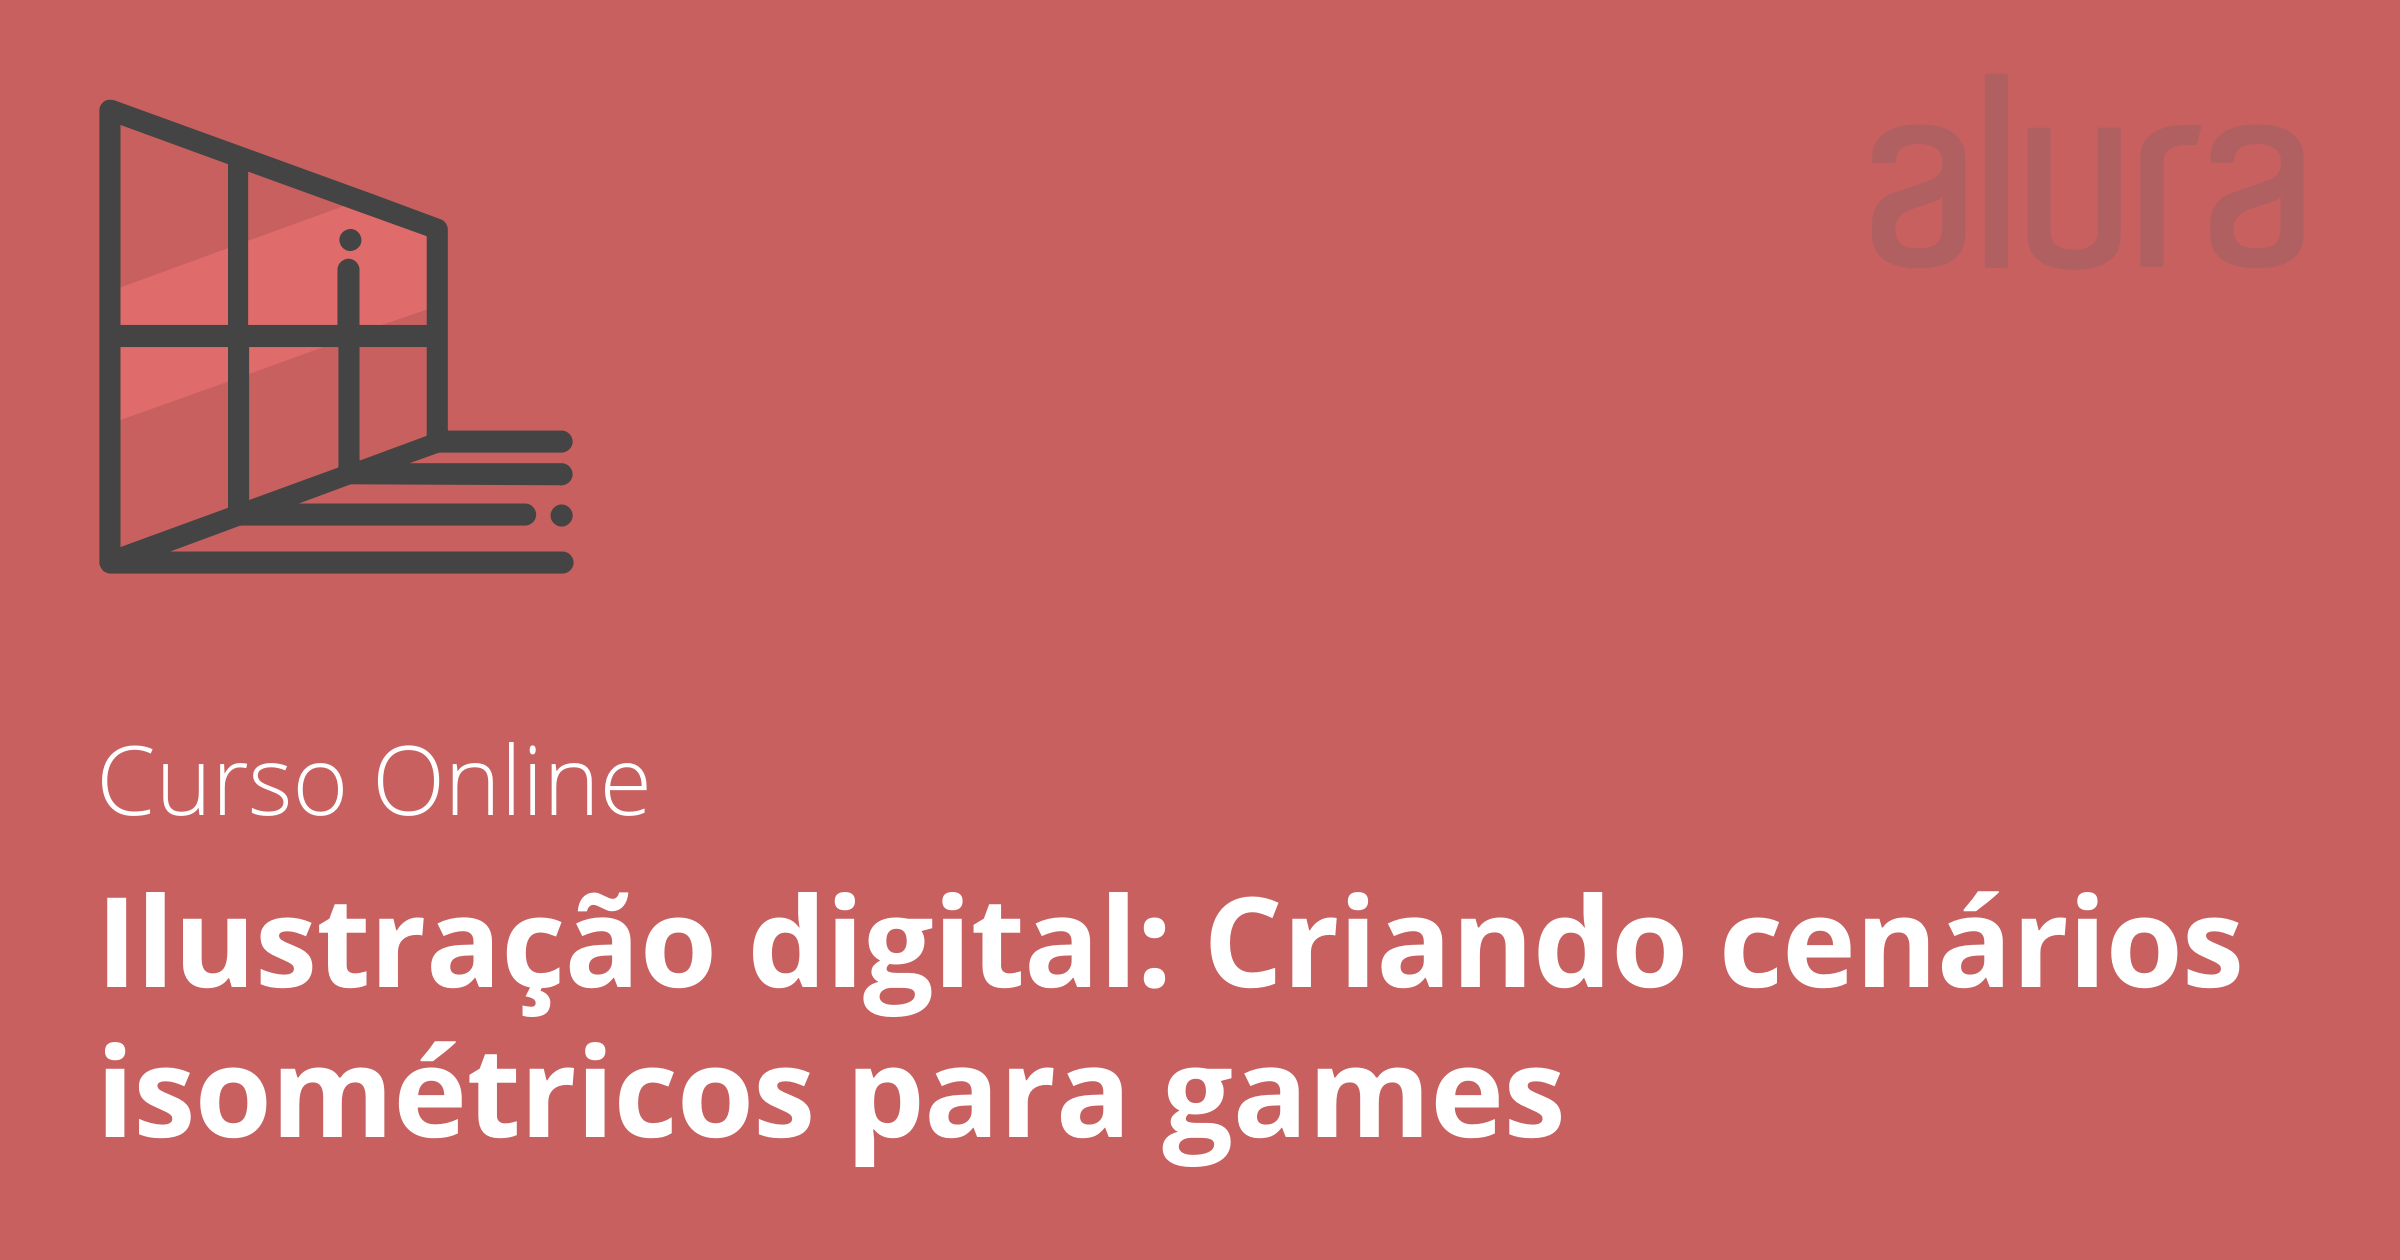 alura
Curso Online
Ilustração digital: Criando cenários
isométricos para games